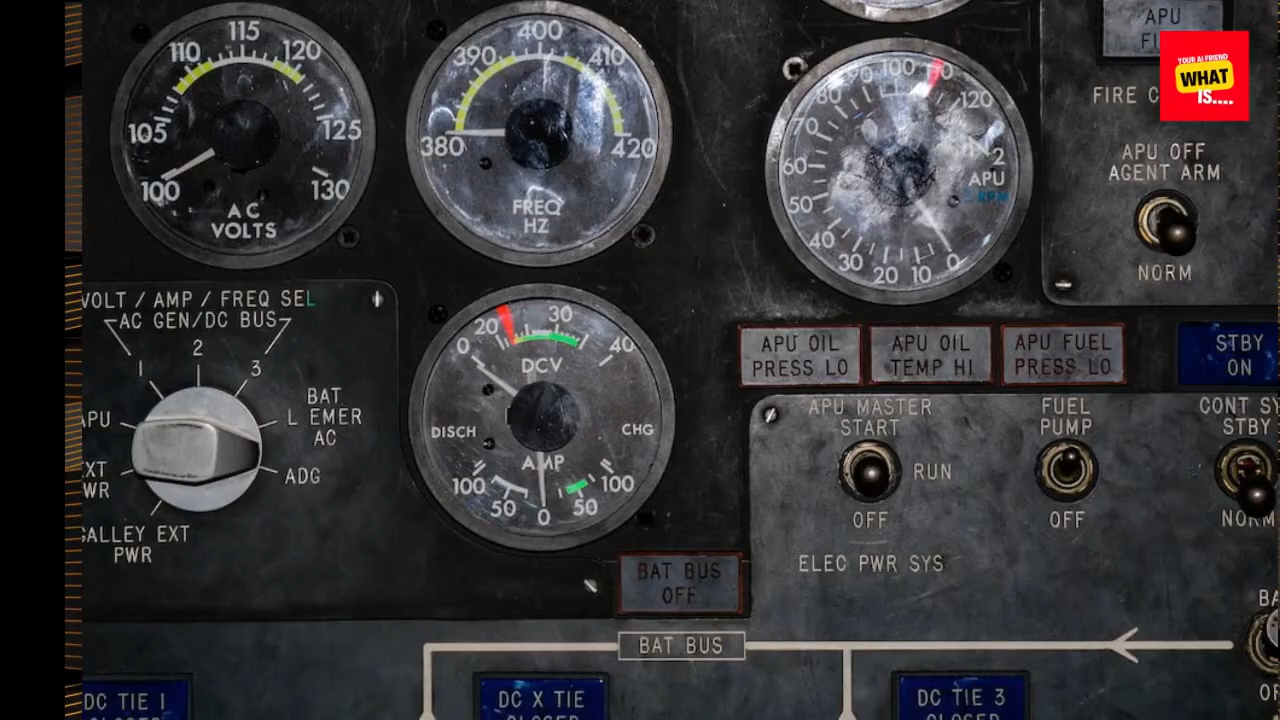 115
110
120
105
125
100
130
AC
VOLTS
400
390
410
380
420
FREQ
HZ
90
100
80
120
70
60
50
40
30
20
10
0
N
2
APU
APU
FIRE
APU OFF
AGENT ARM
NORM
YOUR AI FRIEND
WHAT
IS....
VOLT / AMP / FREQ SEL
AC GEN/DC BUS
1
2
3
APU
BAT
L EMER
AC
EXT
PWR
ADG
GALLEY EXT
PWR
20
30
0
40
DCV
DISCH
CHG
AMP
100
100
50
50
0
APU OIL
PRESS LO
APU OIL
TEMP HI
APU FUEL
PRESS LO
STBY
ON
APU MASTER
START
RUN
OFF
FUEL
PUMP
OFF
CONT
STBY
NORM
ELEC PWR SYS
BAT BUS
OFF
BAT BUS
DC TIE 1
CLOSED
DC X TIE
CLOSED
DC TIE 3
CLOSED